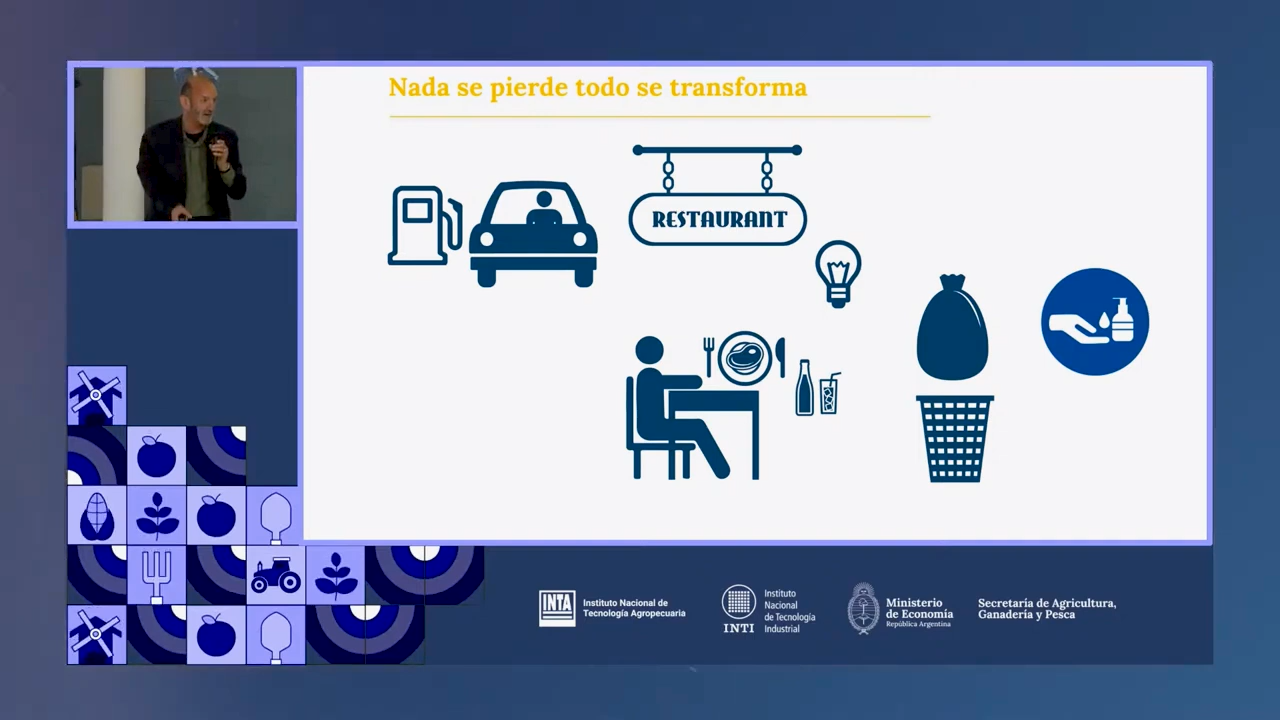 Nada se pierde todo se transforma
RESTAURANT
INTA
Instituto Nacional de
Tecnología Agropecuaria
INTI
Instituto
Nacional
de Tecnología
Industrial
Ministerio
de Economía
República Argentina
Secretaría de Agricultura,
Ganadería y Pesca